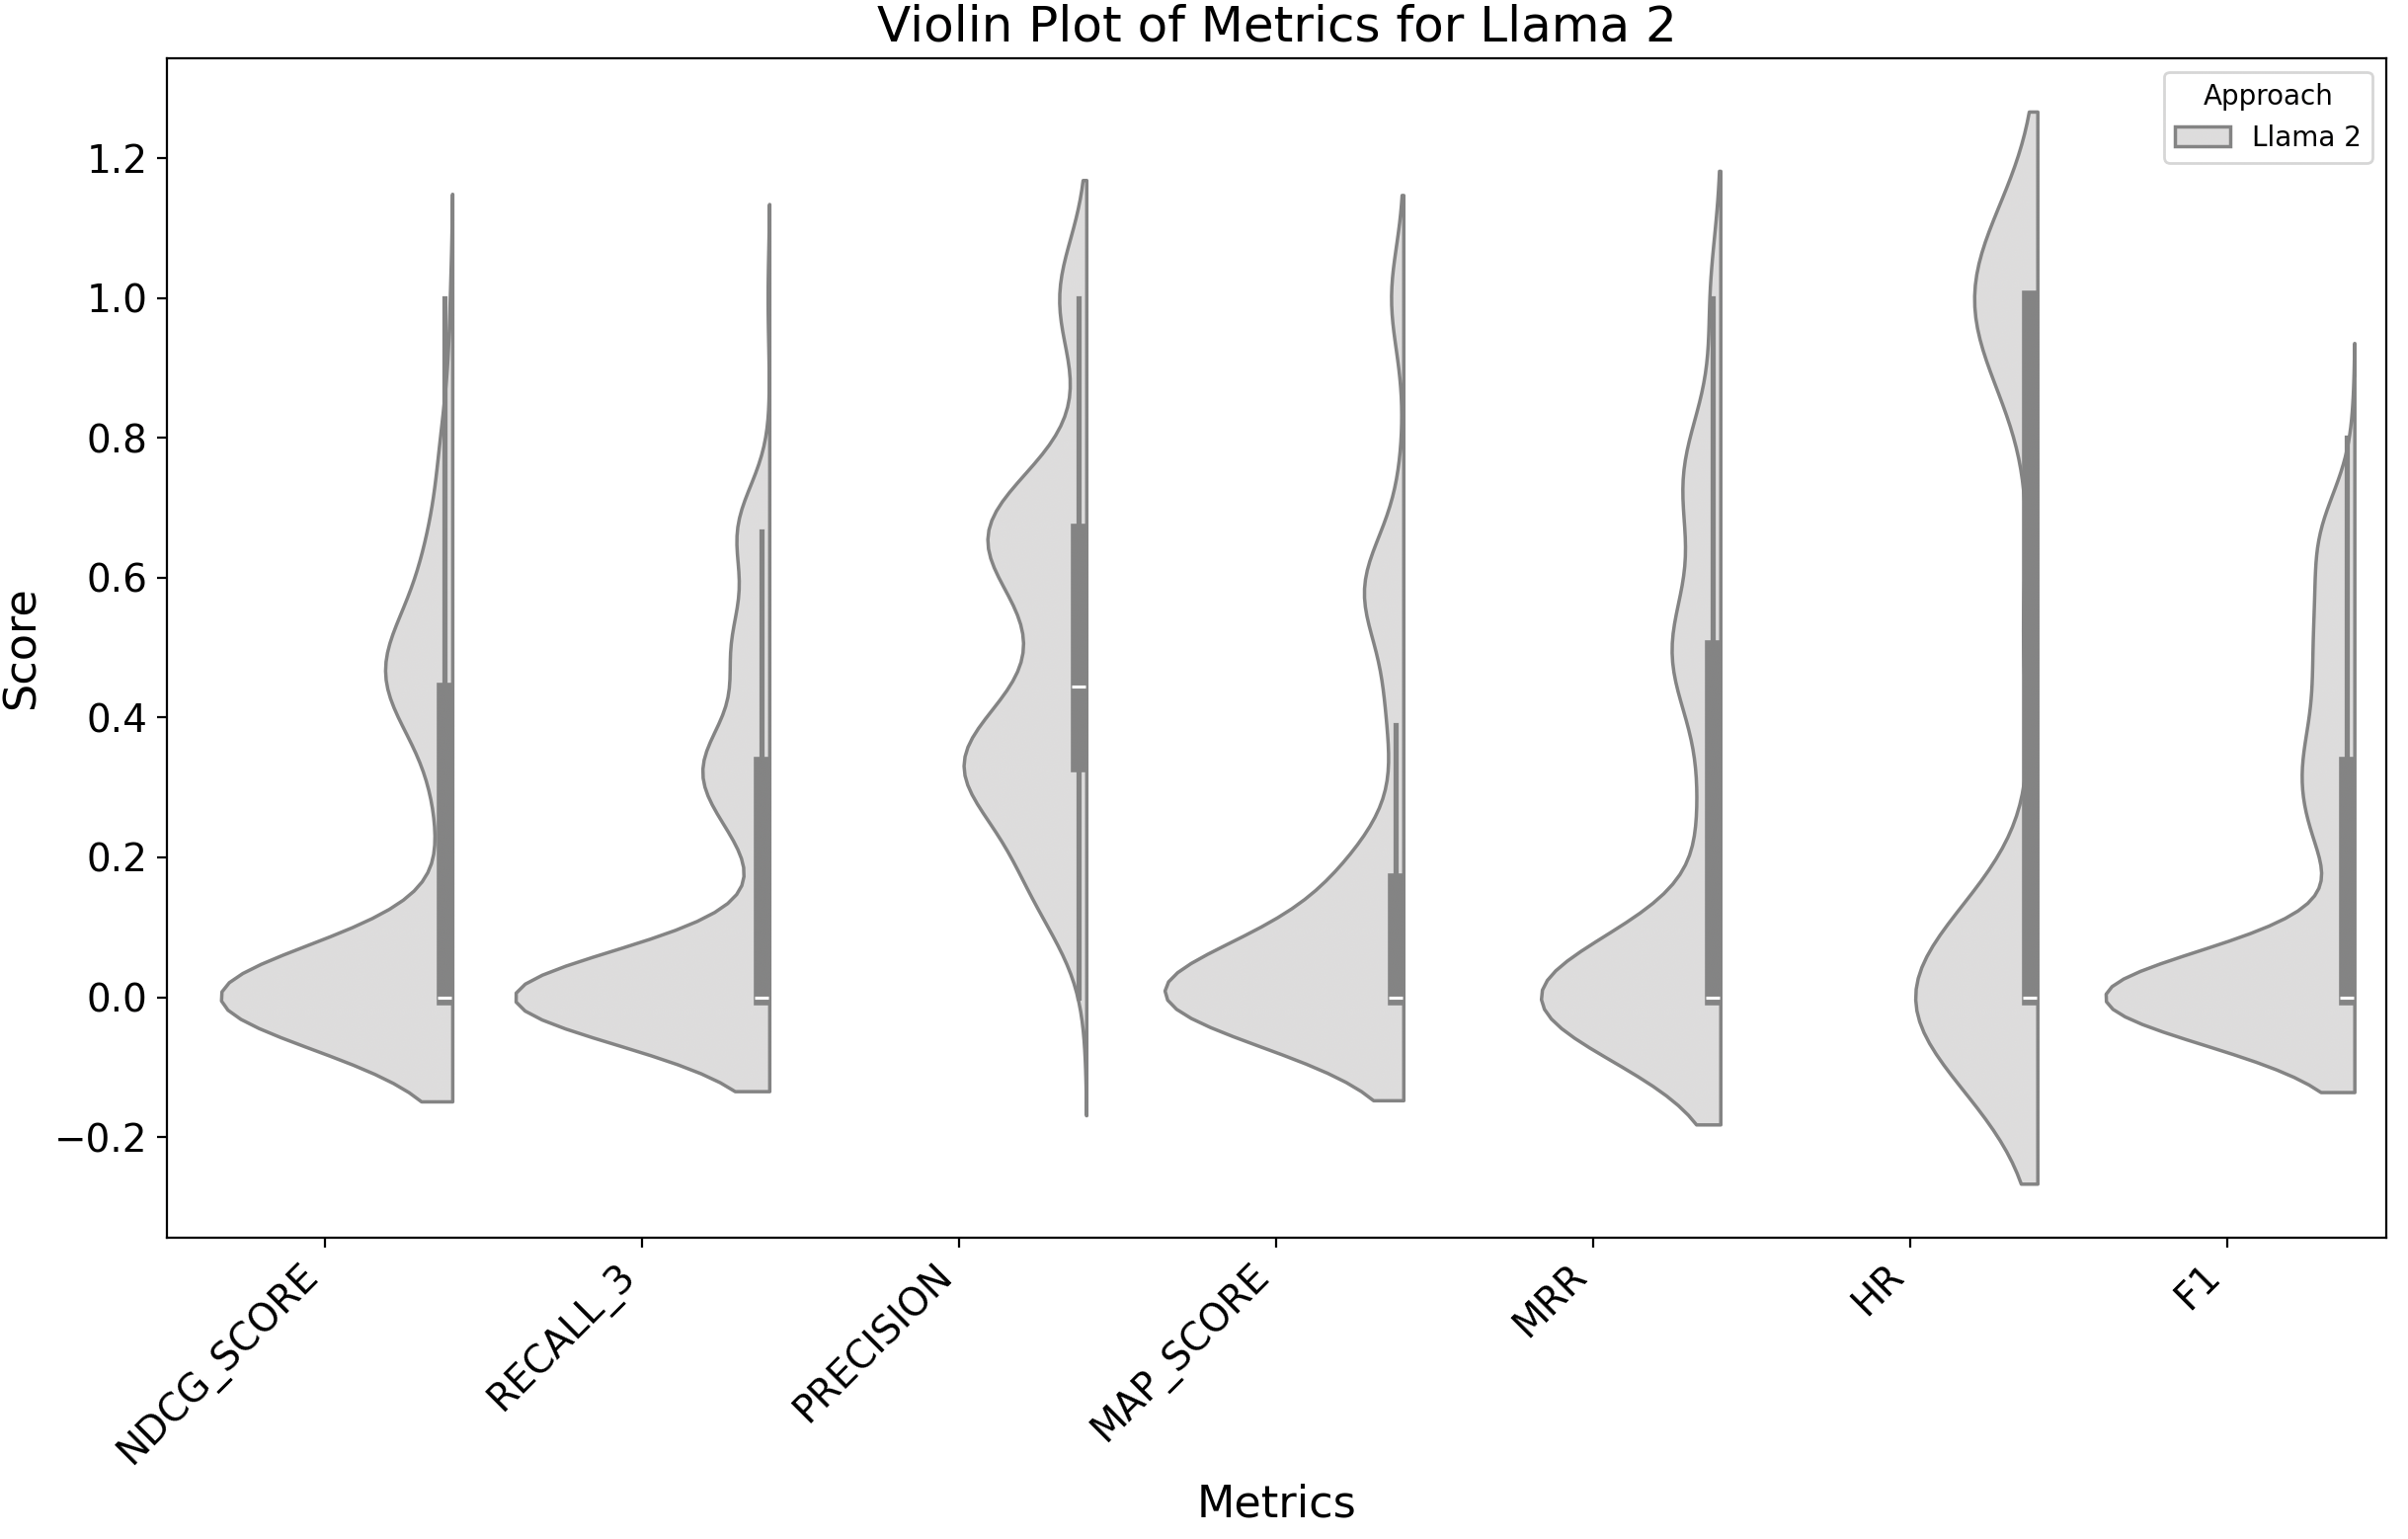 Violin Plot of Metrics for Llama 2
Approach
Llama 2
Score
1.2
1.0
0.8
0.6
0.4
0.2
0.0
−0.2
NDCG_SCORE
RECALL_3
PRECISION
MAP_SCORE
MRR
HR
F1
Metrics